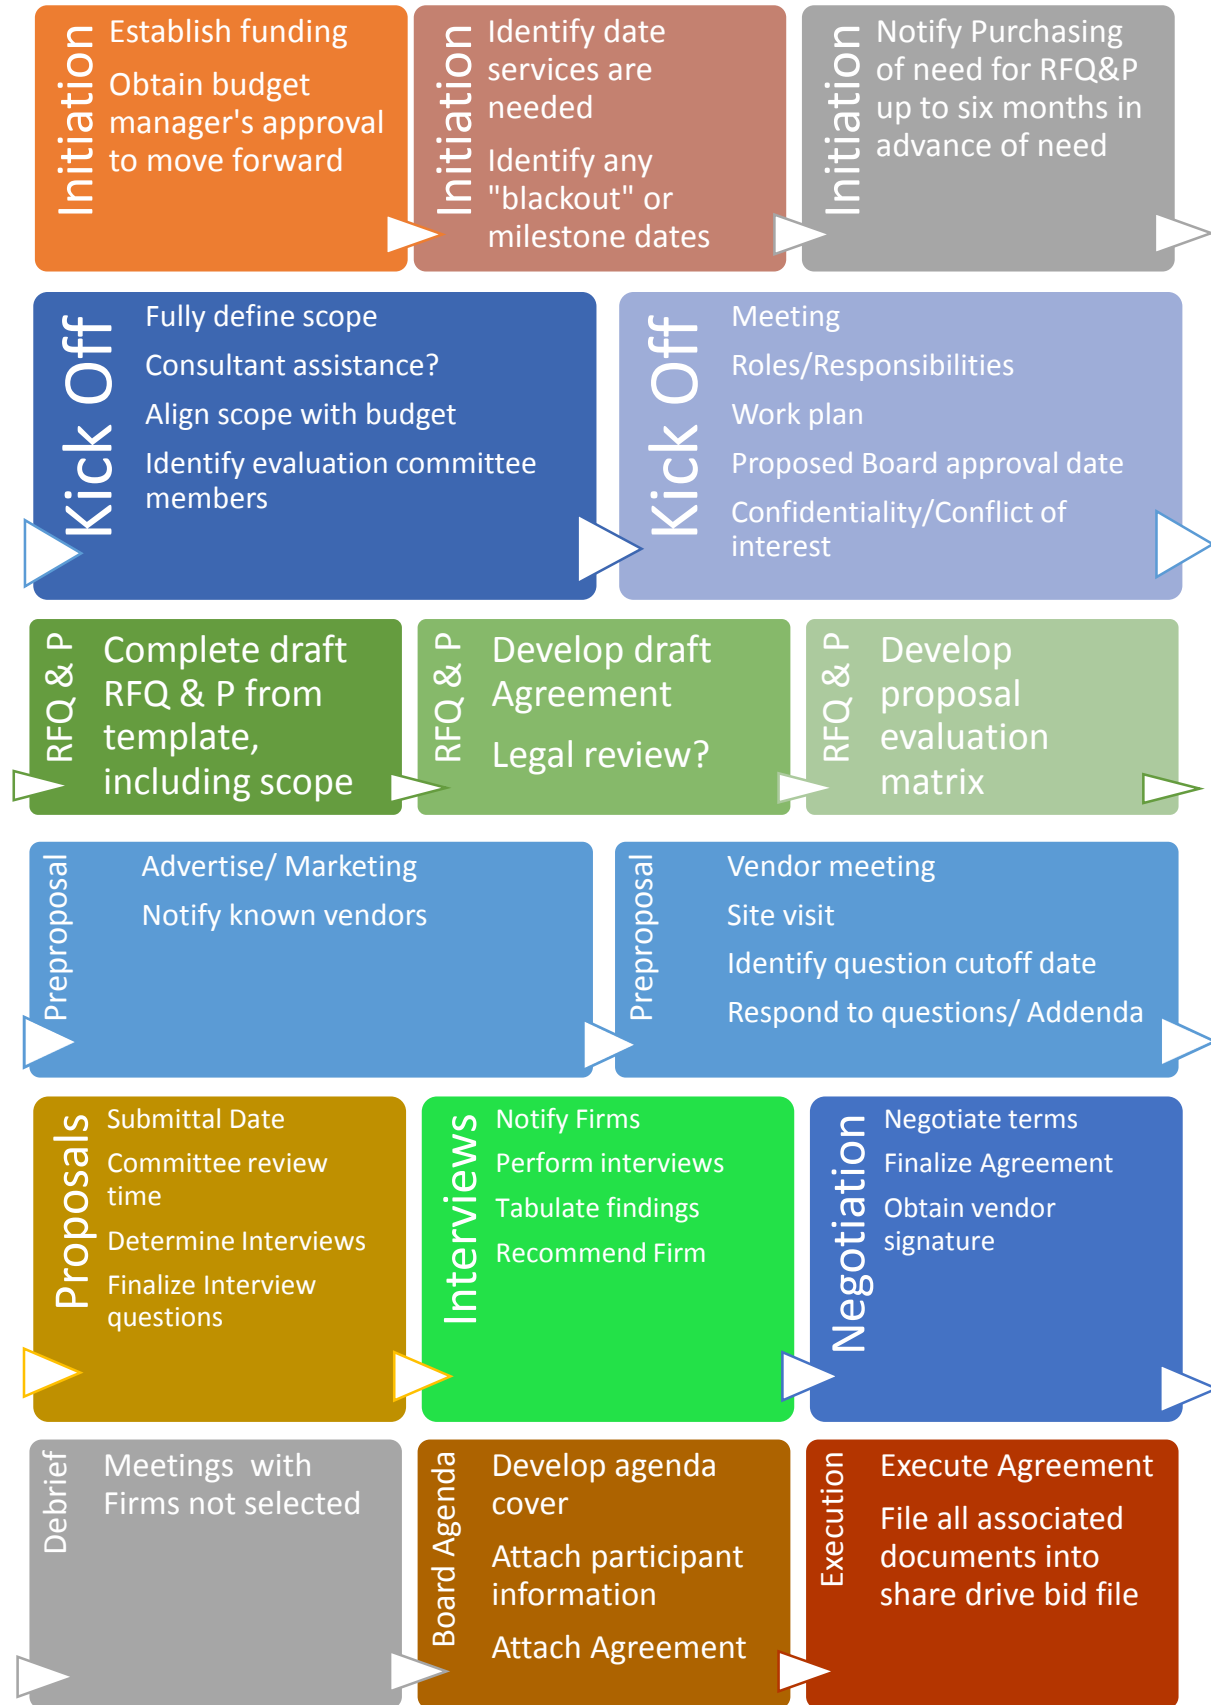 Initiation
Establish funding
Obtain budget
manager's approval
to move forward
Initiation
Identify date
services are
needed
Identify any
"blackout" or
milestone dates
Initiation
Notify Purchasing
of need for RFQ&P
up to six months in
advance of need
Kick Off
Fully define scope
Consultant assistance?
Align scope with budget
Identify evaluation committee
members
Kick Off
Meeting
Roles/Responsibilities
Work plan
Proposed Board approval date
Confidentiality/Conflict of
interest
RFQ & P
Complete draft
RFQ & P from
template,
including scope
RFQ & P
Develop draft
Agreement
Legal review?
RFQ & P
Develop
proposal
evaluation
matrix
Preproposal
Advertise/ Marketing
Notify known vendors
Preproposal
Vendor meeting
Site visit
Identify question cutoff date
Respond to questions/ Addenda
Proposals
Submittal Date
Committee review
time
Determine Interviews
Finalize Interview
questions
Interviews
Notify Firms
Perform interviews
Tabulate findings
Recommend Firm
Negotiation
Negotiate terms
Finalize Agreement
Obtain vendor
signature
Debrief
Meetings  with
Firms not selected
Board Agenda
Develop agenda
cover
Attach participant
information
Attach Agreement
Execution
Execute Agreement
File all associated
documents into
share drive bid file